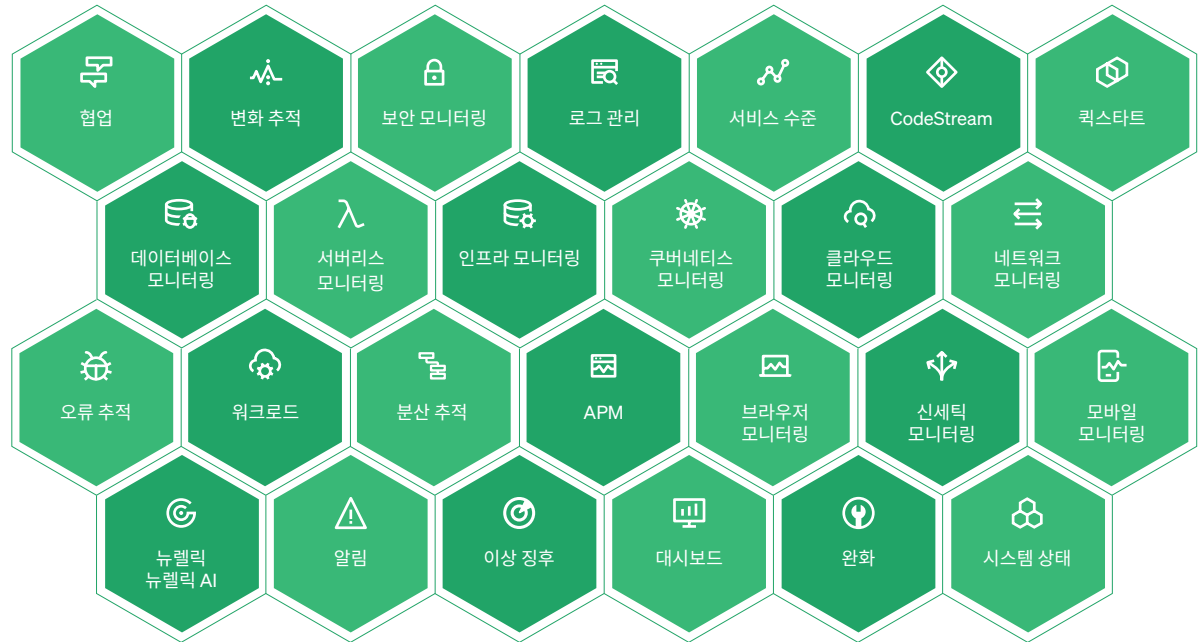 협업
변화 추적
보안 모니터링
로그 관리
서비스 수준
CodeStream
퀵스타트
데이터베이스
모니터링
서버리스
모니터링
인프라 모니터링
쿠버네티스
모니터링
클라우드
모니터링
네트워크
모니터링
오류 추적
워크로드
분산 추적
APM
브라우저
모니터링
신세틱
모니터링
모바일
모니터링
뉴렐릭
뉴렐릭 AI
알림
이상 징후
대시보드
완화
시스템 상태